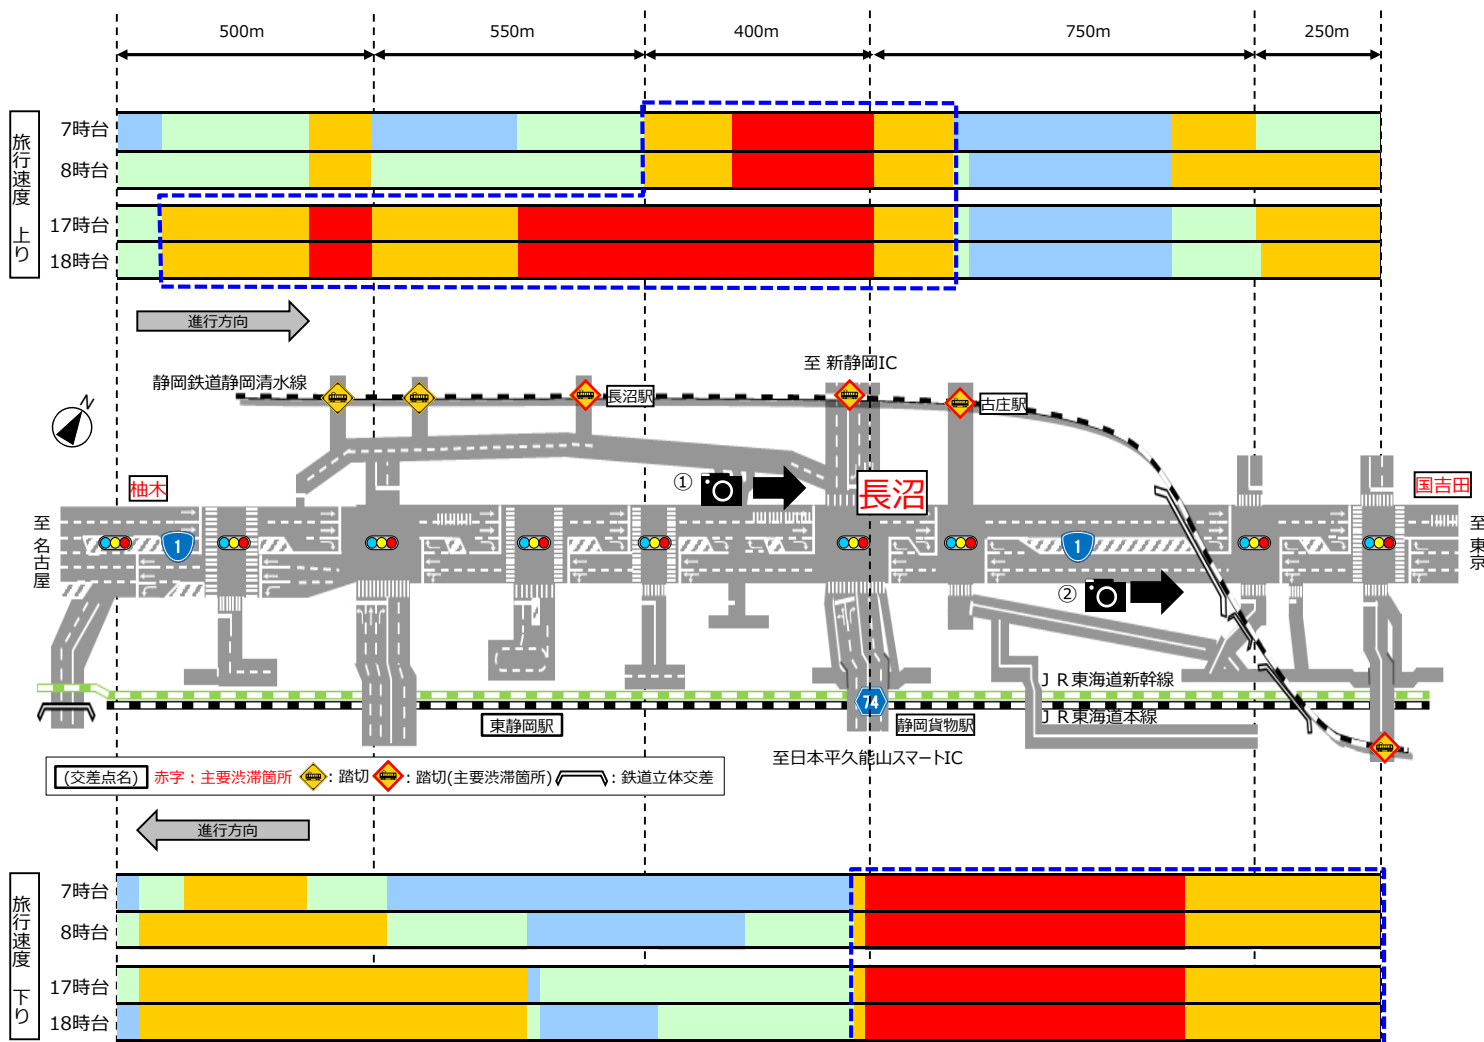 500m
550m
400m
750m
250m
旅行速度 上り
7時台
8時台
17時台
18時台
進行方向
至 新静岡IC
静岡鉄道静岡清水線
長沼駅
古庄駅
N
柚木
①
長沼
国吉田
至 名古屋
1
1
至 東京
②
JR東海道新幹線
74
東静岡駅
静岡貨物駅
JR東海道本線
至日本平久能山スマートIC
(交差点名) 赤字：主要渋滞箇所 ：踏切 ：踏切(主要渋滞箇所) ：鉄道立体交差
進行方向
旅行速度 下り
7時台
8時台
17時台
18時台